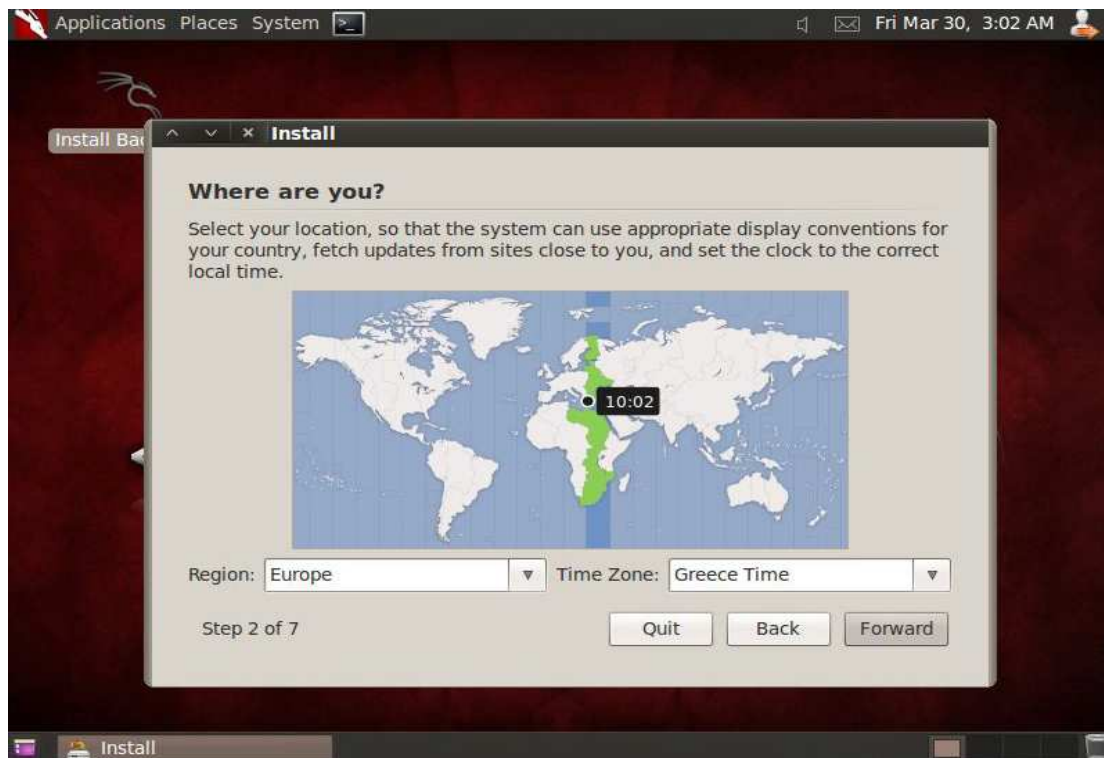 Applications Places System >_ Fri Mar 30, 3:02 AM
Install Bac
Install
Where are you?
Select your location, so that the system can use appropriate display conventions for
your country, fetch updates from sites close to you, and set the clock to the correct
local time.
10:02
Region: Europe Time Zone: Greece Time
Step 2 of 7 Quit Back Forward
Install